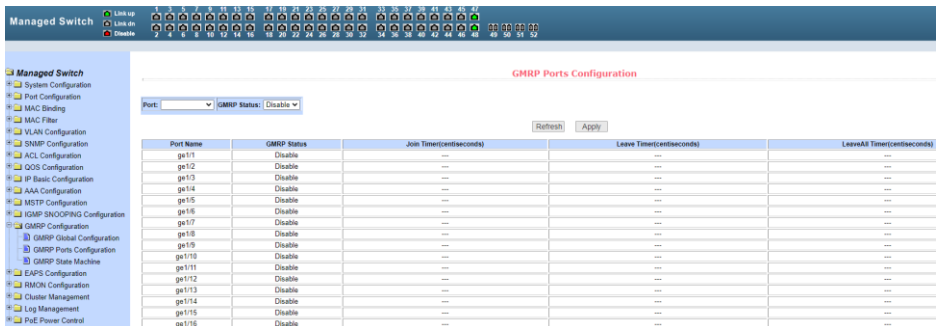 Managed Switch
Link up
Link dn
Disable
1 3 5 7 9 11 13 15 17 19 21 23 25 27 29 31 33 35 37 39 41 43 45 47
2 4 6 8 10 12 14 16 18 20 22 24 26 28 30 32 34 36 38 40 42 44 46 48 49 50 51 52
Managed Switch
System Configuration
Port Configuration
MAC Binding
MAC Filter
VLAN Configuration
SNMP Configuration
ACL Configuration
QOS Configuration
IP Basic Configuration
AAA Configuration
MSTP Configuration
IGMP SNOOPING Configuration
GMRP Configuration
GMRP Global Configuration
GMRP Ports Configuration
GMRP State Machine
EAPS Configuration
RMON Configuration
Cluster Management
Log Management
PoE Power Control
GMRP Ports Configuration
Port: GMRP Status: Disable
Refresh Apply
Port Name GMRP Status Join Timer(centiseconds) Leave Timer(centiseconds) LeaveAll Timer(centiseconds)
ge1/1 Disable --- --- ---
ge1/2 Disable --- --- ---
ge1/3 Disable --- --- ---
ge1/4 Disable --- --- ---
ge1/5 Disable --- --- ---
ge1/6 Disable --- --- ---
ge1/7 Disable --- --- ---
ge1/8 Disable --- --- ---
ge1/9 Disable --- --- ---
ge1/10 Disable --- --- ---
ge1/11 Disable --- --- ---
ge1/12 Disable --- --- ---
ge1/13 Disable --- --- ---
ge1/14 Disable --- --- ---
ge1/15 Disable --- --- ---
ge1/16 Disable --- --- ---